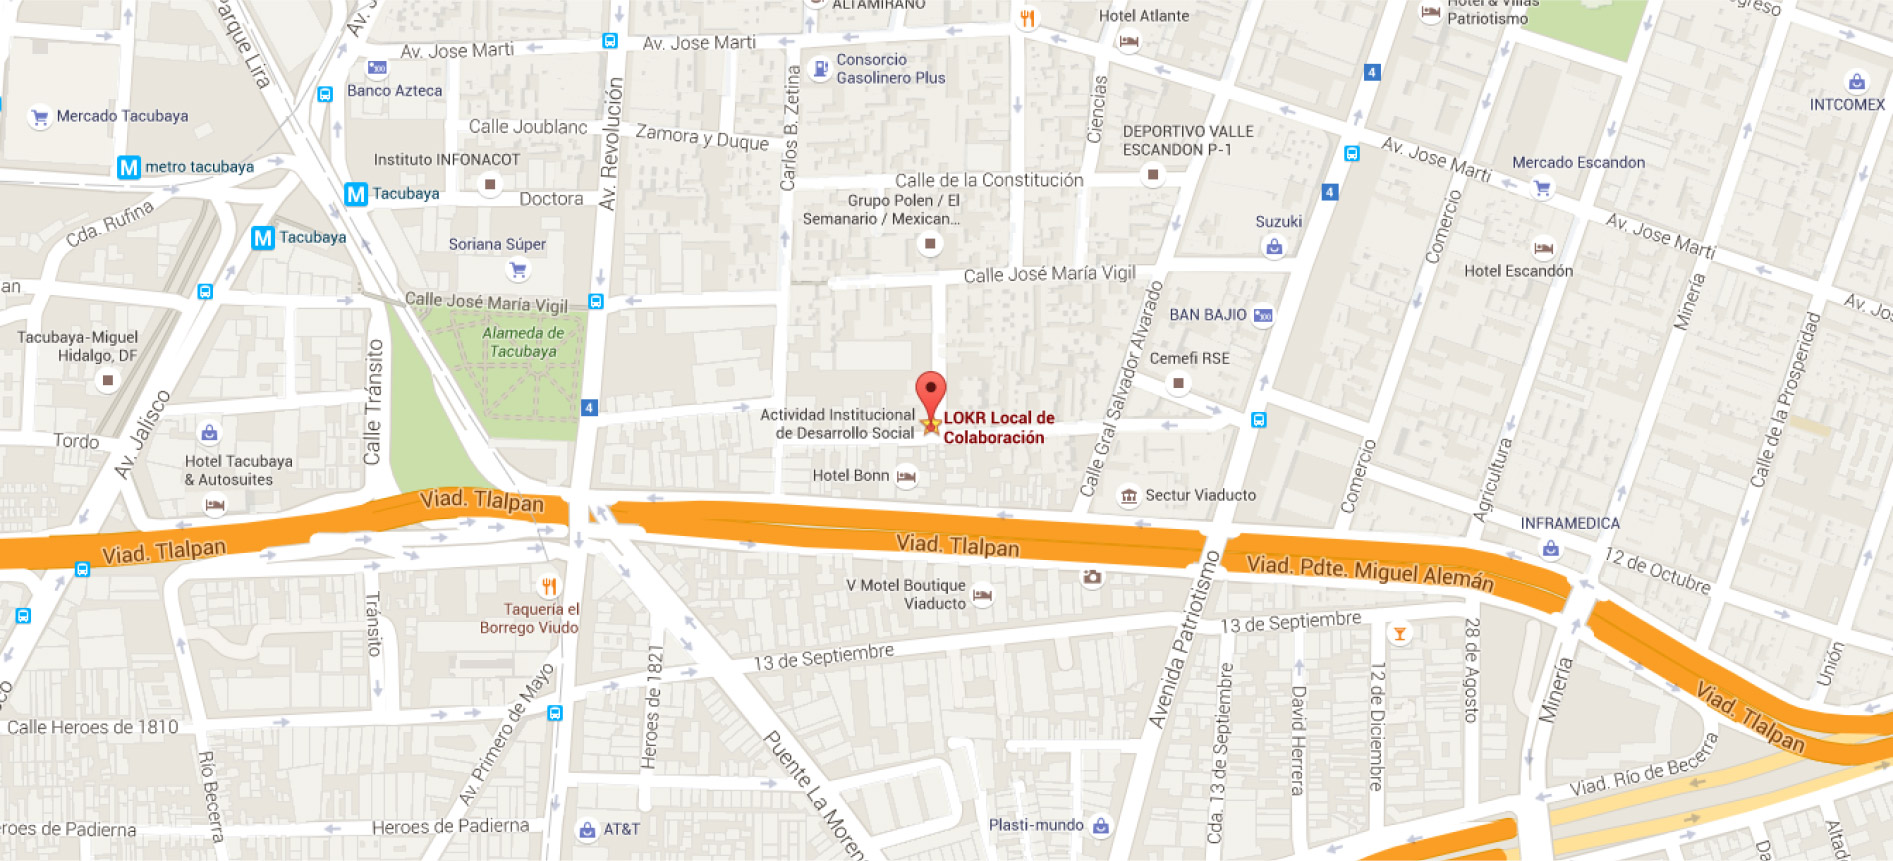 ALTAMIRANO
Hotel Atlante
Hotel & Villas
Patriotismo
Parque Lira
Av. Jose Marti
Av. Jose Marti
Consorcio
Gasolinero Plus
Banco Azteca
INTCOMEX
Mercado Tacubaya
Calle Joublanc
Zamora y Duque
Carlos B. Zetina
Av. Revolución
Ciencias
DEPORTIVO VALLE
ESCANDON P-1
Av. Jose Marti
Mercado Escandon
M metro tacubaya
Instituto INFONACOT
M Tacubaya
Doctora
Calle de la Constitución
Grupo Polen / El
Semanario / Mexican...
4
4
Cda. Rufina
M Tacubaya
Soriana Súper
Suzuki
Comercio
Av. Jose Marti
Hotel Escandón
Calle José María Vigil
Calle José María Vigil
Minería
Tacubaya-Miguel
Hidalgo, DF
Alameda de
Tacubaya
BAN BAJIO
Cemefi RSE
Calle Gral Salvador Alvarado
Calle de la Prosperidad
Calle Tránsito
Av. Jalisco
Tordo
4
Actividad Institucional
de Desarrollo Social
LOKR Local de
Colaboración
Hotel Tacubaya
& Autosuites
Hotel Bonn
Sectur Viaducto
Comercio
Agricultura
INFRAMEDICA
12 de Octubre
Viad. Tlalpan
Viad. Tlalpan
Viad. Tlalpan
Viad. Pdte. Miguel Alemán
V Motel Boutique
Viaducto
Taquería el
Borrego Viudo
Tránsito
13 de Septiembre
13 de Septiembre
Avenida Patriotismo
28 de Agosto
Unión
Minería
Viad. Tlalpan
Heroes de 1821
Av. Primero de Mayo
Calle Heroes de 1810
Río Becerra
Cda. 13 de Septiembre
David Herrera
12 de Diciembre
Viad. Río de Becerra
Heroes de Padierna
AT&T
Plasti-mundo